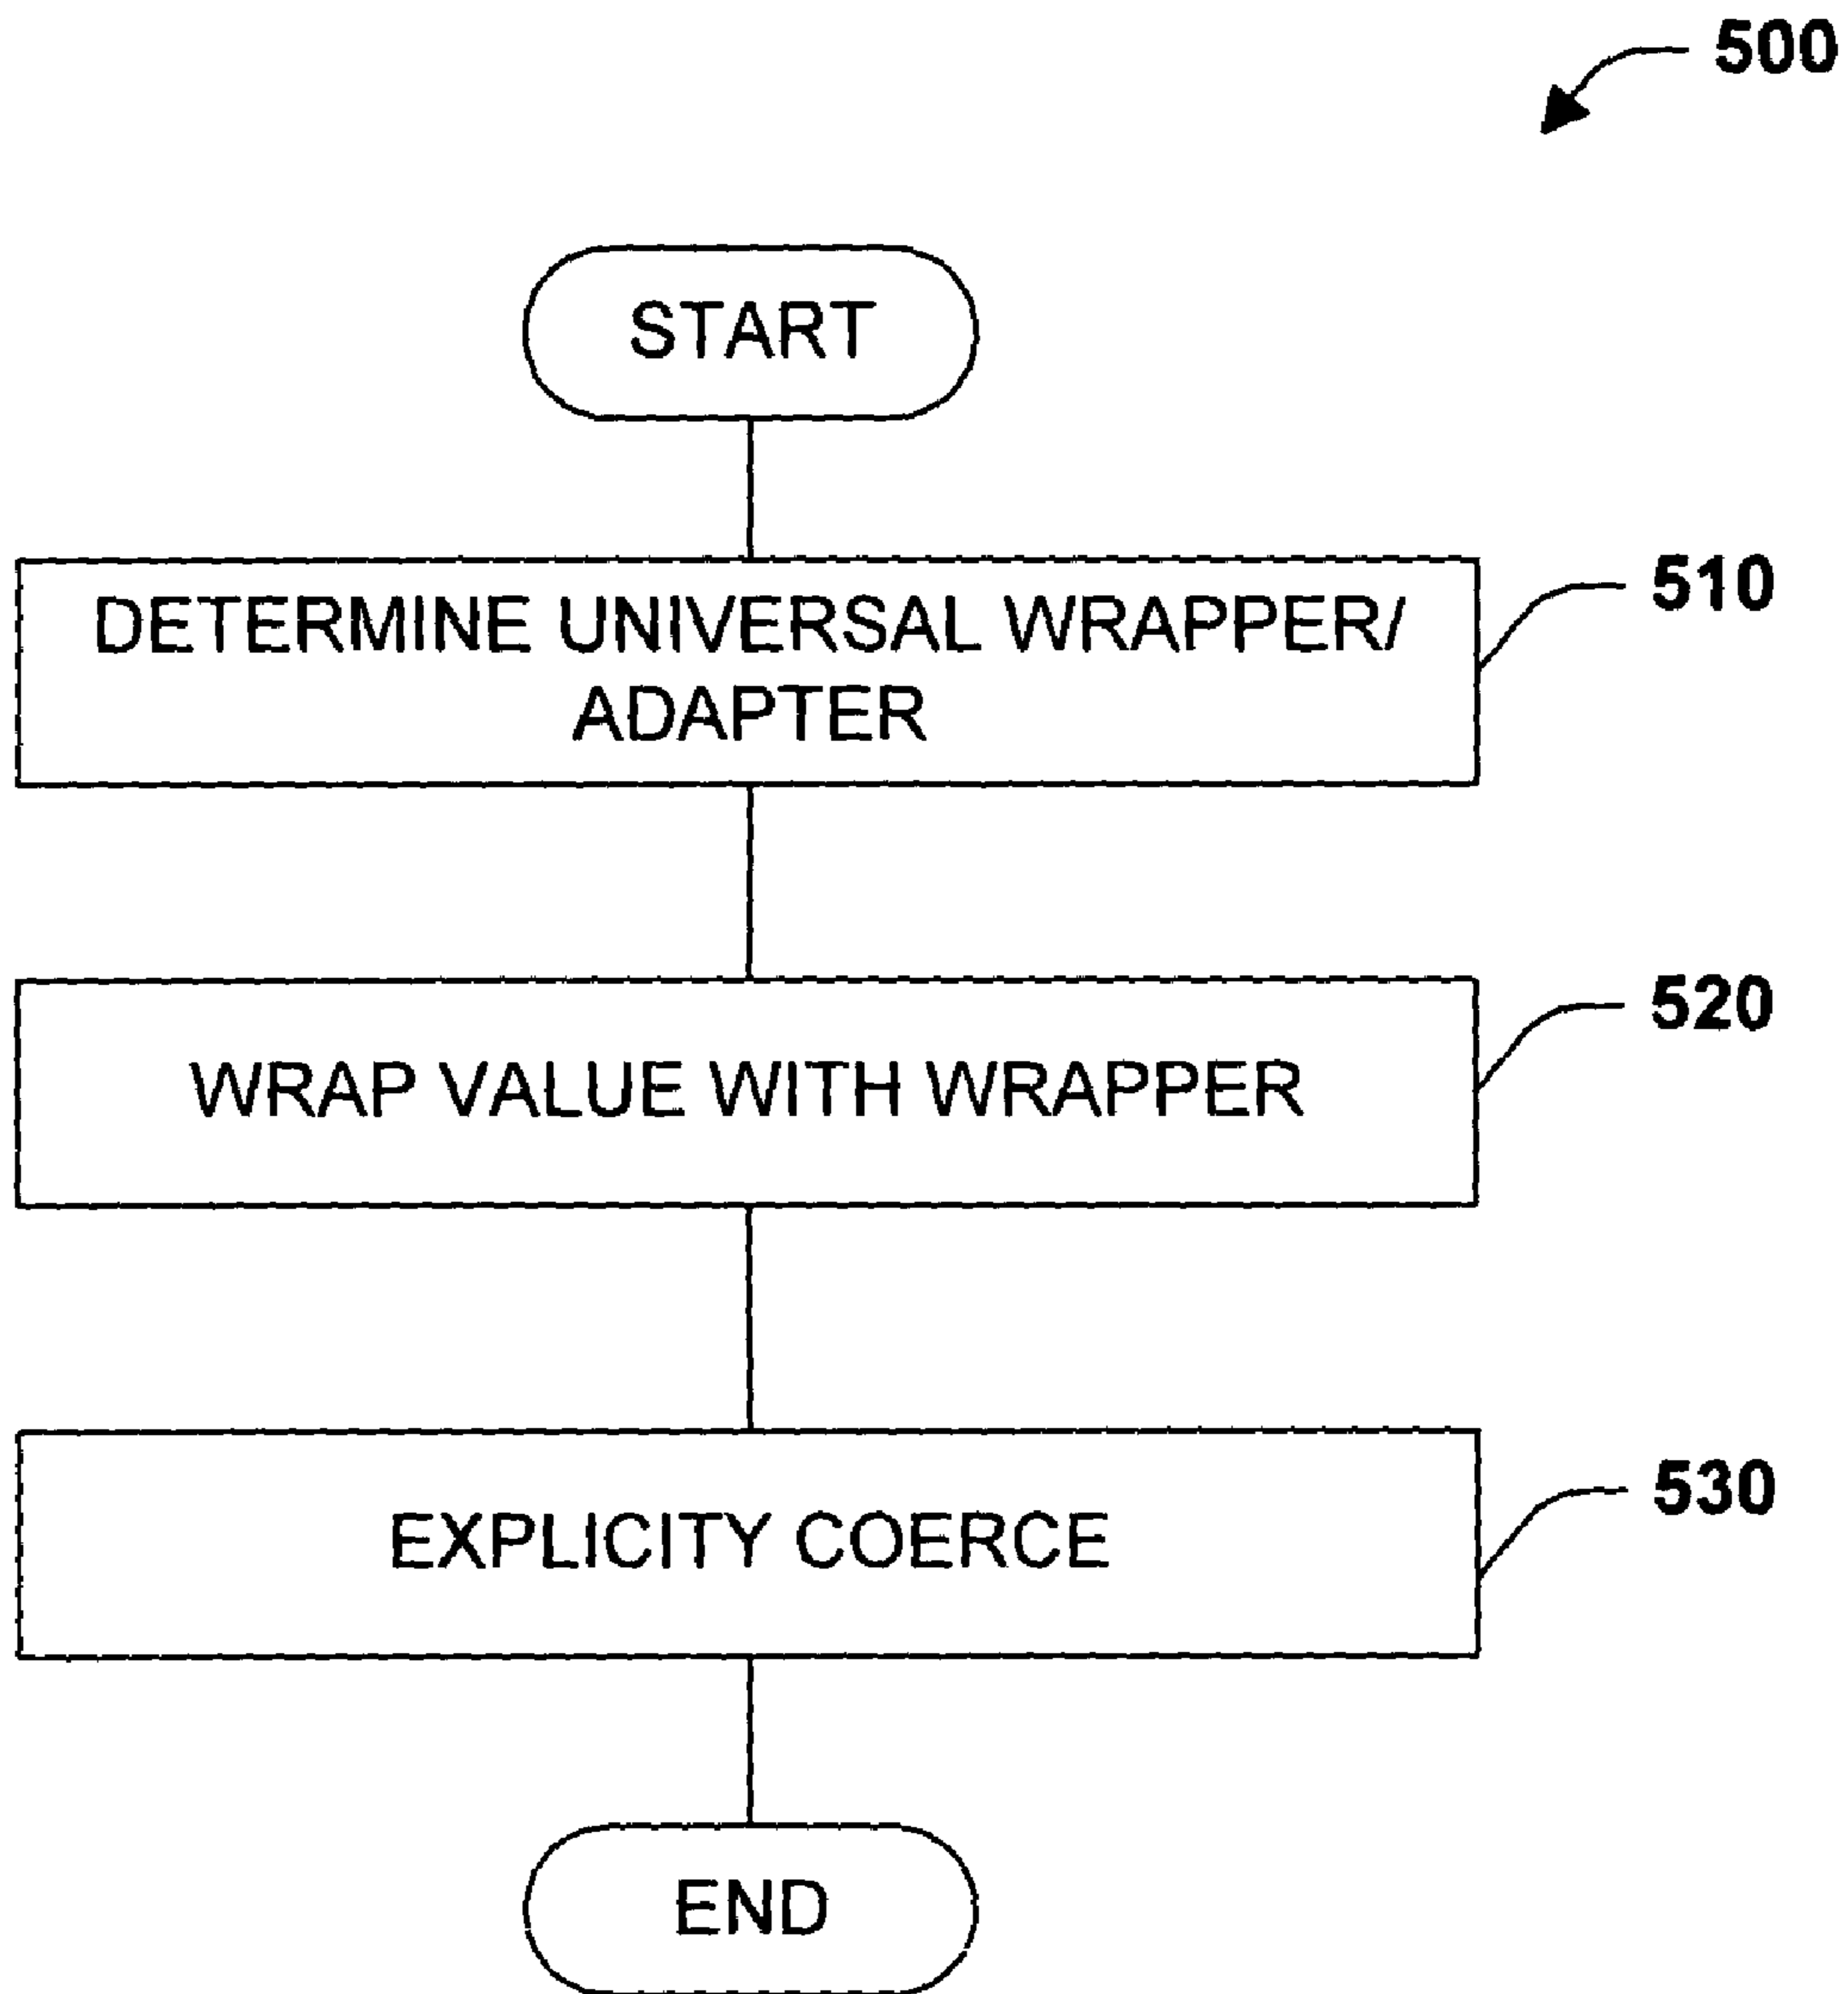 500
START
DETERMINE UNIVERSAL WRAPPER/
ADAPTER
510
WRAP VALUE WITH WRAPPER
520
EXPLICITY COERCE
530
END